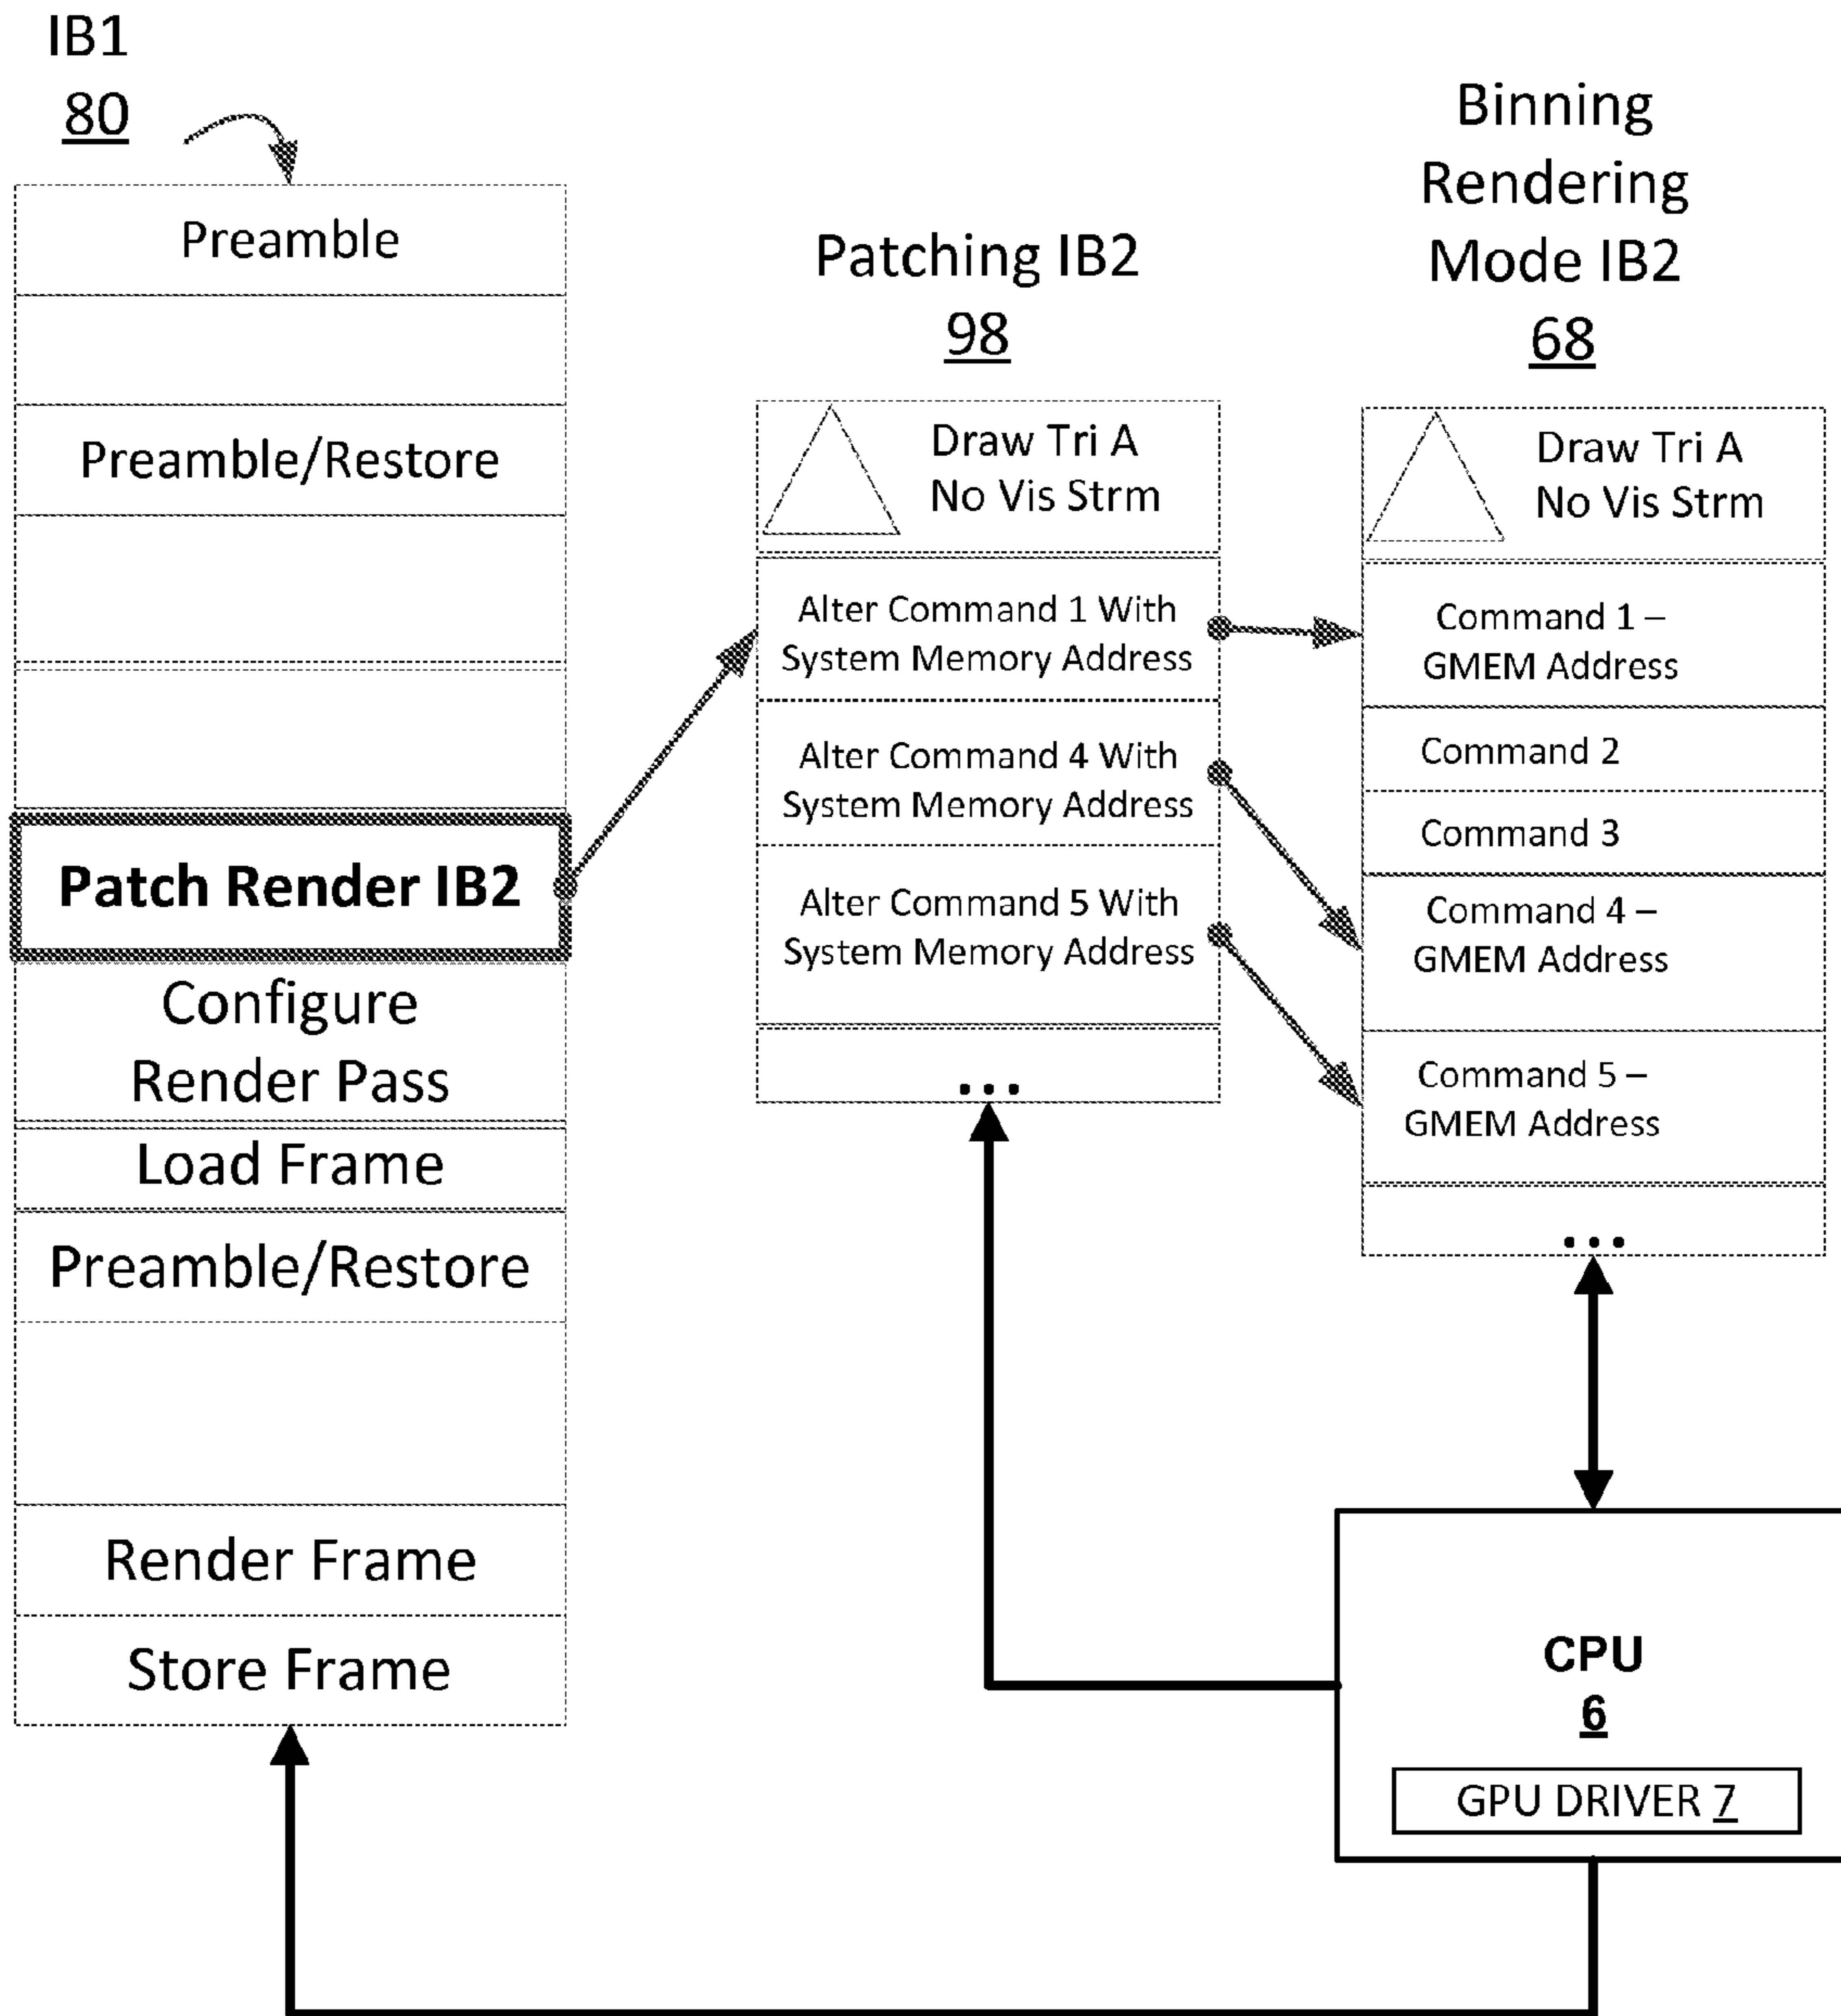 IB1
80
Preamble
Preamble/Restore
Patch Render IB2
Configure
Render Pass
Load Frame
Preamble/Restore
Render Frame
Store Frame
Patching IB2
98
Draw Tri A
No Vis Strm
Alter Command 1 With
System Memory Address
Alter Command 4 With
System Memory Address
Alter Command 5 With
System Memory Address
...
Binning
Rendering
Mode IB2
68
Draw Tri A
No Vis Strm
Command 1 –
GMEM Address
Command 2
Command 3
Command 4 –
GMEM Address
Command 5 –
GMEM Address
...
CPU
6
GPU DRIVER 7